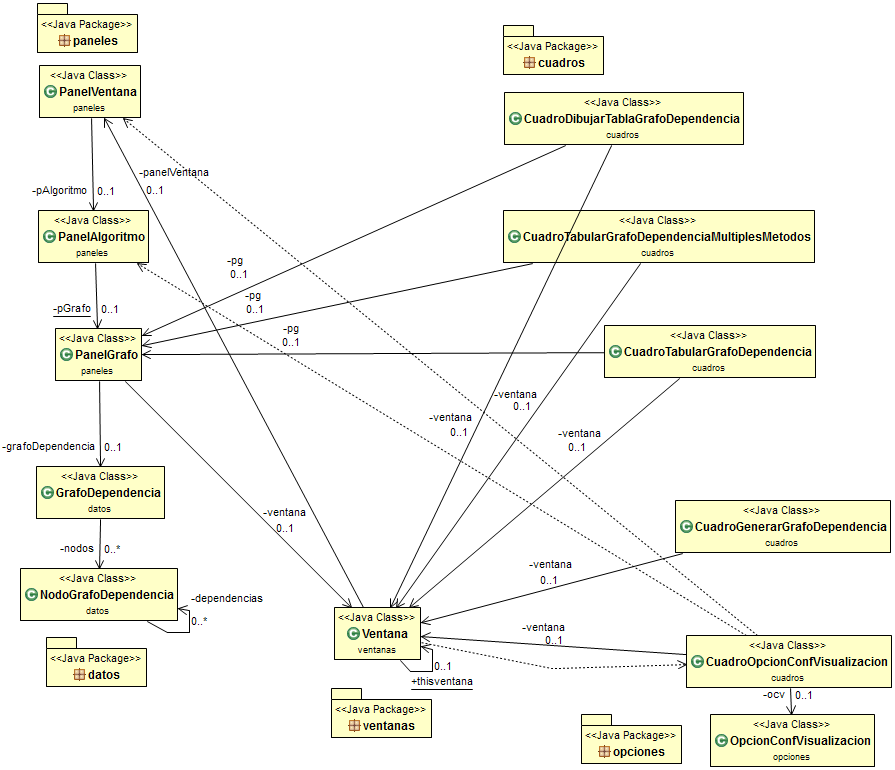 <<Java Package>>
paneles
<<Java Package>>
cuadros
<<Java Class>>
PanelVentana
paneles
<<Java Class>>
CuadroDibujarTablaGrafoDependencia
cuadros
-pAlgoritmo 0..1
-panelVentana
0..1
<<Java Class>>
PanelAlgoritmo
paneles
<<Java Class>>
CuadroTabularGrafoDependenciaMultiplesMetodos
cuadros
-pg
0..1
-pg
0..1
-pGrafo 0..1
-pg
0..1
<<Java Class>>
PanelGrafo
paneles
<<Java Class>>
CuadroTabularGrafoDependencia
cuadros
-ventana
0..1
-ventana
0..1
-ventana
0..1
-grafoDependencia 0..1
<<Java Class>>
GrafoDependencia
datos
-ventana
0..1
<<Java Class>>
CuadroGenerarGrafoDependencia
cuadros
-nodos 0..*
<<Java Class>>
NodoGrafoDependencia
datos
-dependencias
0..*
-ventana
0..1
<<Java Class>>
Ventana
ventanas
-ventana
0..1
0..1
+thisventana
<<Java Class>>
CuadroOpcionConfVisualizacion
cuadros
<<Java Package>>
datos
-ocv 0..1
<<Java Package>>
ventanas
<<Java Package>>
opciones
<<Java Class>>
OpcionConfVisualizacion
opciones